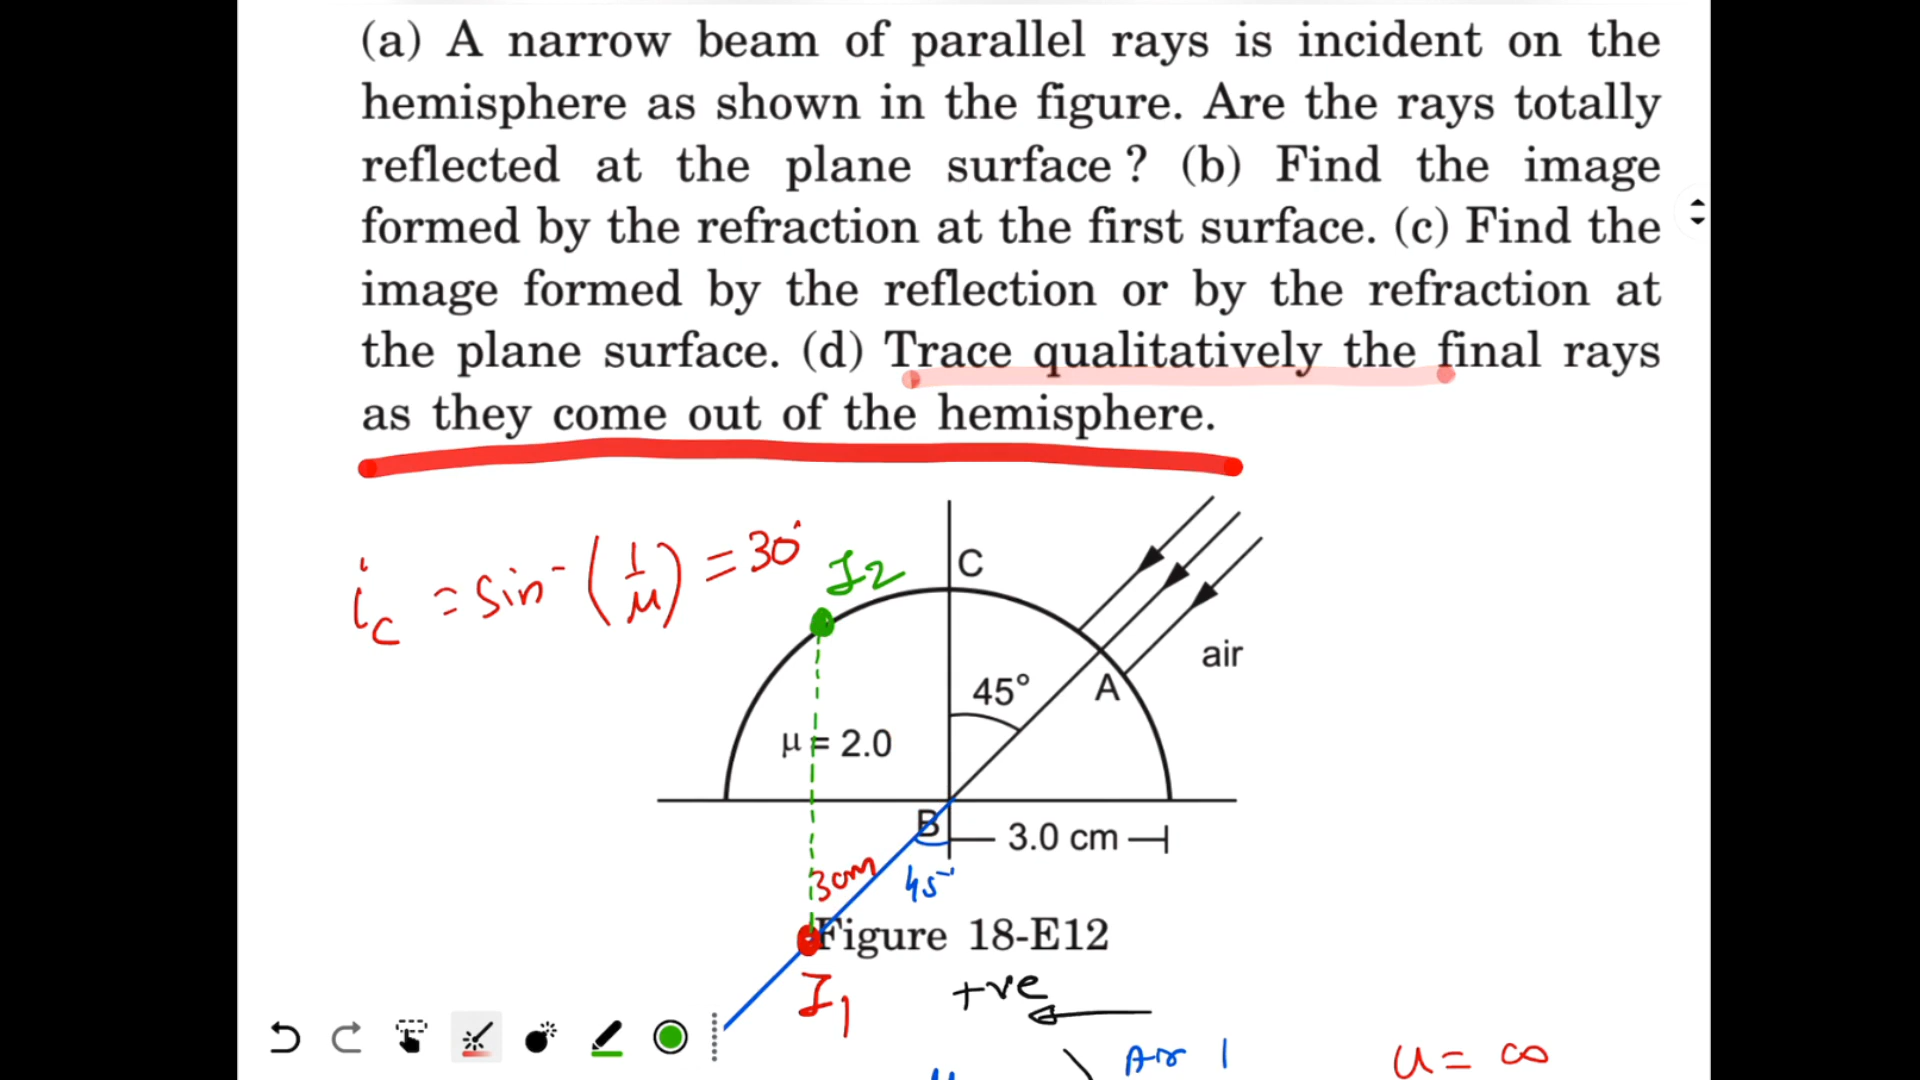 (a) A narrow beam of parallel rays is incident on the
hemisphere as shown in the figure. Are the rays totally
reflected at the plane surface ? (b) Find the image
formed by the refraction at the first surface. (c) Find the
image formed by the reflection or by the refraction at
the plane surface. (d) Trace qualitatively the final rays
as they come out of the hemisphere.
i_c = sin⁻(1/μ) = 30°
I2
C
air
45°
A
μ = 2.0
B
3.0 cm
3cm
45°
Figure 18-E12
I1
+ve
Air 1
u = ∞